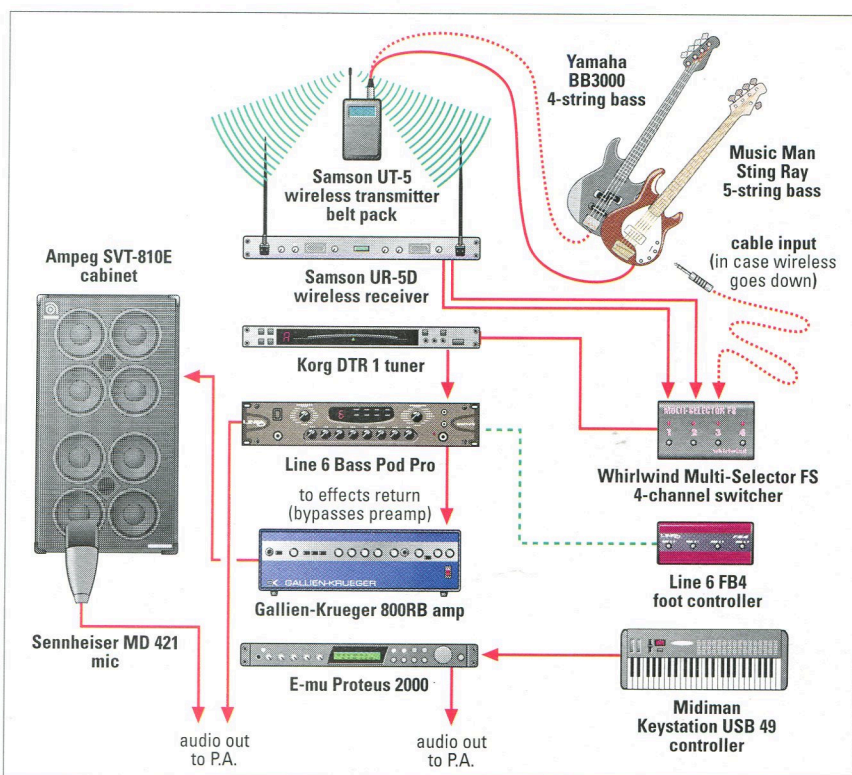 Yamaha
BB3000
4-string bass
Music Man
Sting Ray
5-string bass
Samson UT-5
wireless transmitter
belt pack
cable input
(in case wireless
goes down)
Ampeg SVT-810E
cabinet
Samson UR-5D
wireless receiver
Korg DTR 1 tuner
MULTI-SELECTOR FS
1 2 3 4
whirlwind
Line 6 Bass Pod Pro
Whirlwind Multi-Selector FS
4-channel switcher
to effects return
(bypasses preamp)
GALLIEN-KRUEGER
Gallien-Krueger 800RB amp
Line 6 FB4
foot controller
Sennheiser MD 421
mic
E-mu Proteus 2000
Midiman
Keystation USB 49
controller
audio out
to P.A.
audio out
to P.A.